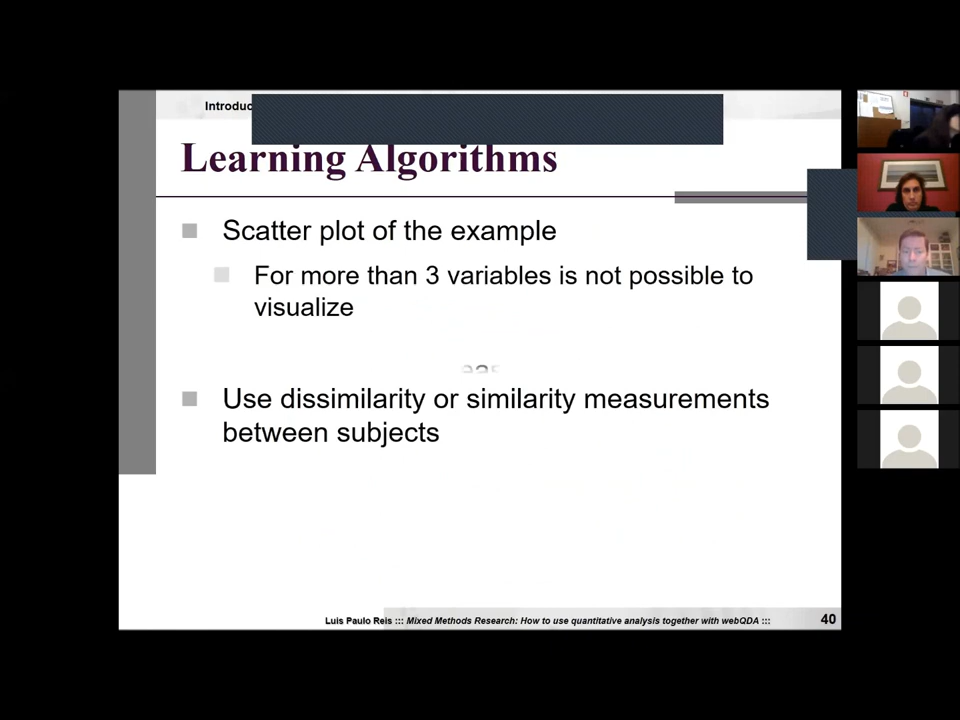 Learning Algorithms
Scatter plot of the example
For more than 3 variables is not possible to
visualize
Use dissimilarity or similarity measurements
between subjects
Luis Paulo Reis ::: Mixed Methods Research: How to use quantitative analysis together with webQDA ::: 40